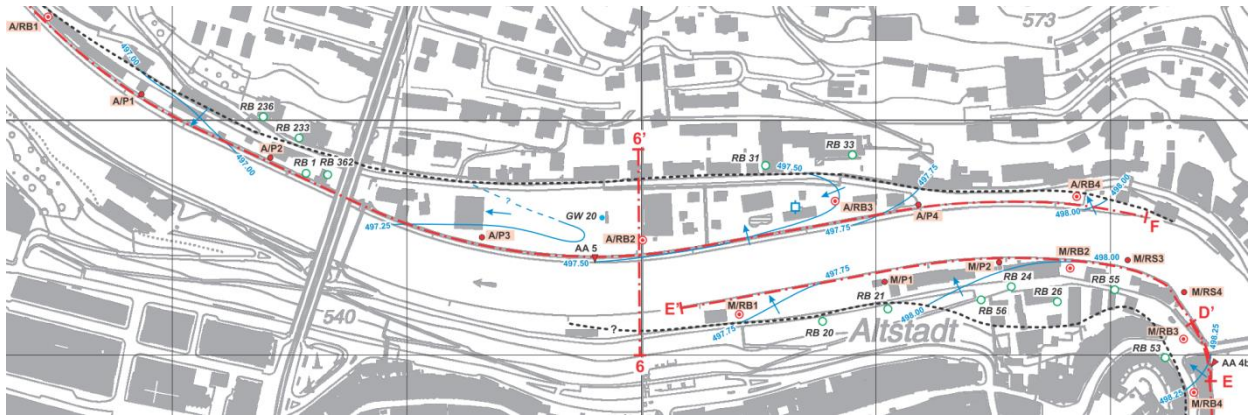 573
A/RB1
497.00
A/P1
RB 236
RB 233
497.00
A/P2
RB 1
RB 362
6'
RB 31
RB 33
497.50
497.75
A/RB4
498.00
?
GW 20
A/RB3
A/P4
498.00
F
497.25
A/P3
AA 5
A/RB2
497.75
497.50
M/RB2
498.00
M/RS3
M/P2
497.75
M/P1
RB 24
RB 55
M/RS4
E'
M/RB1
RB 21
RB 26
RB 56
498.00
D'
540
?
497.75
RB 20
Altstadt
M/RB3
498.25
RB 53
AA 4b
6
E
498.25
M/RB4